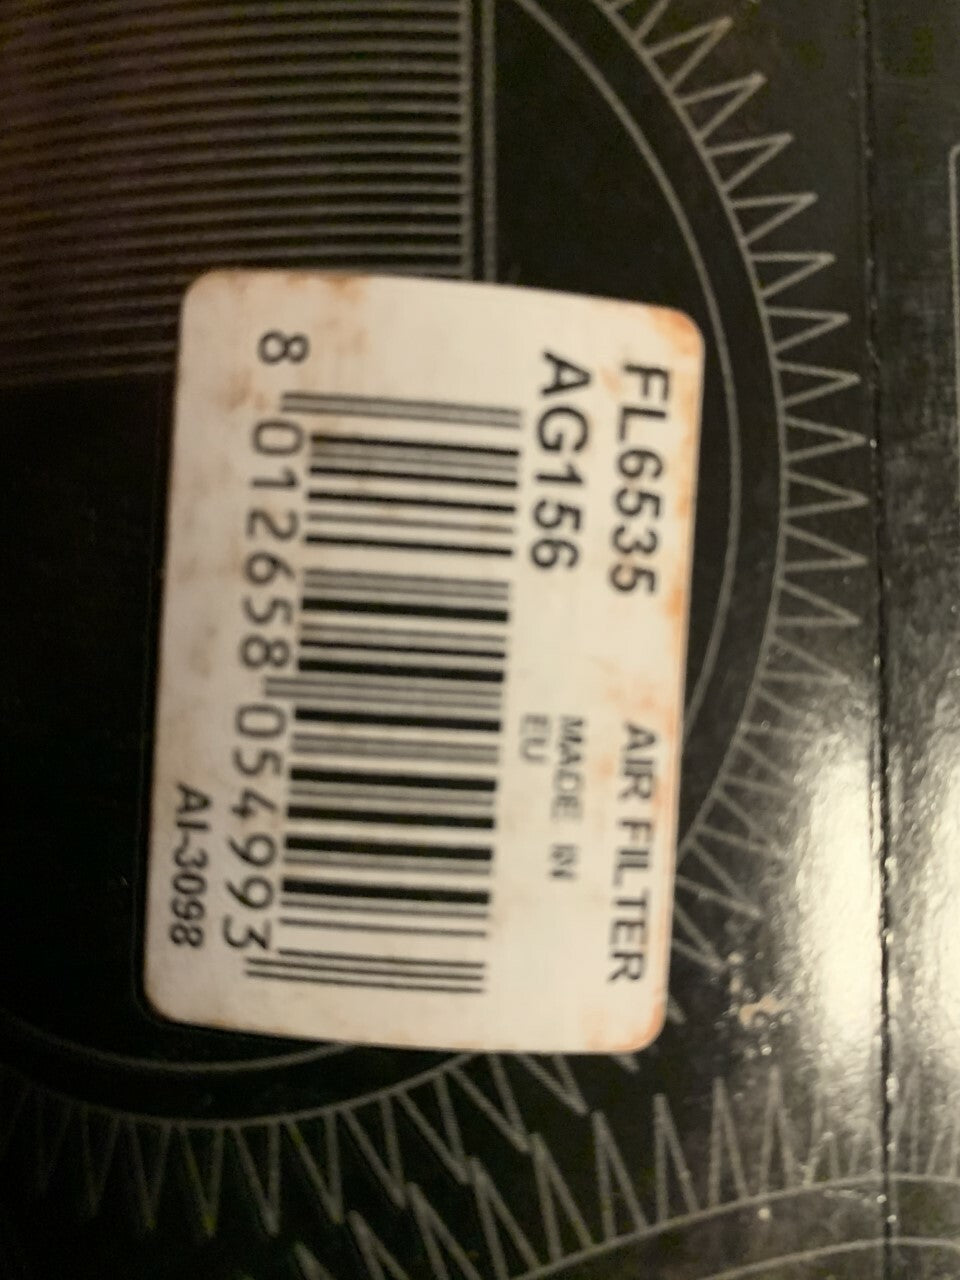 FL6535 AIR FILTER
AG156
MADE IN
EU
8 012658 054993
AI-3098